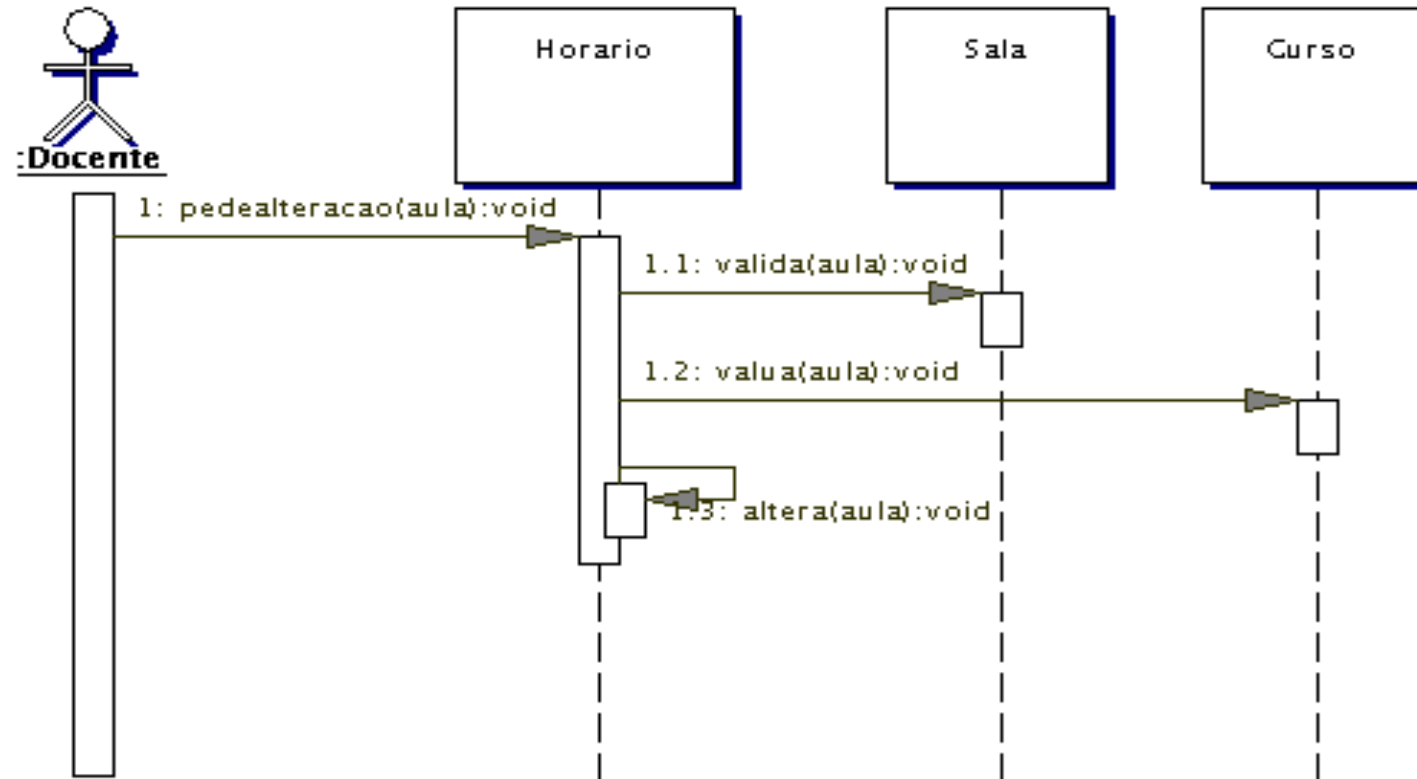 Horario
Sala
Curso
:Docente
1: pedealteracao(aula):void
1.1: valida(aula):void
1.2: valua(aula):void
1.3: altera(aula):void